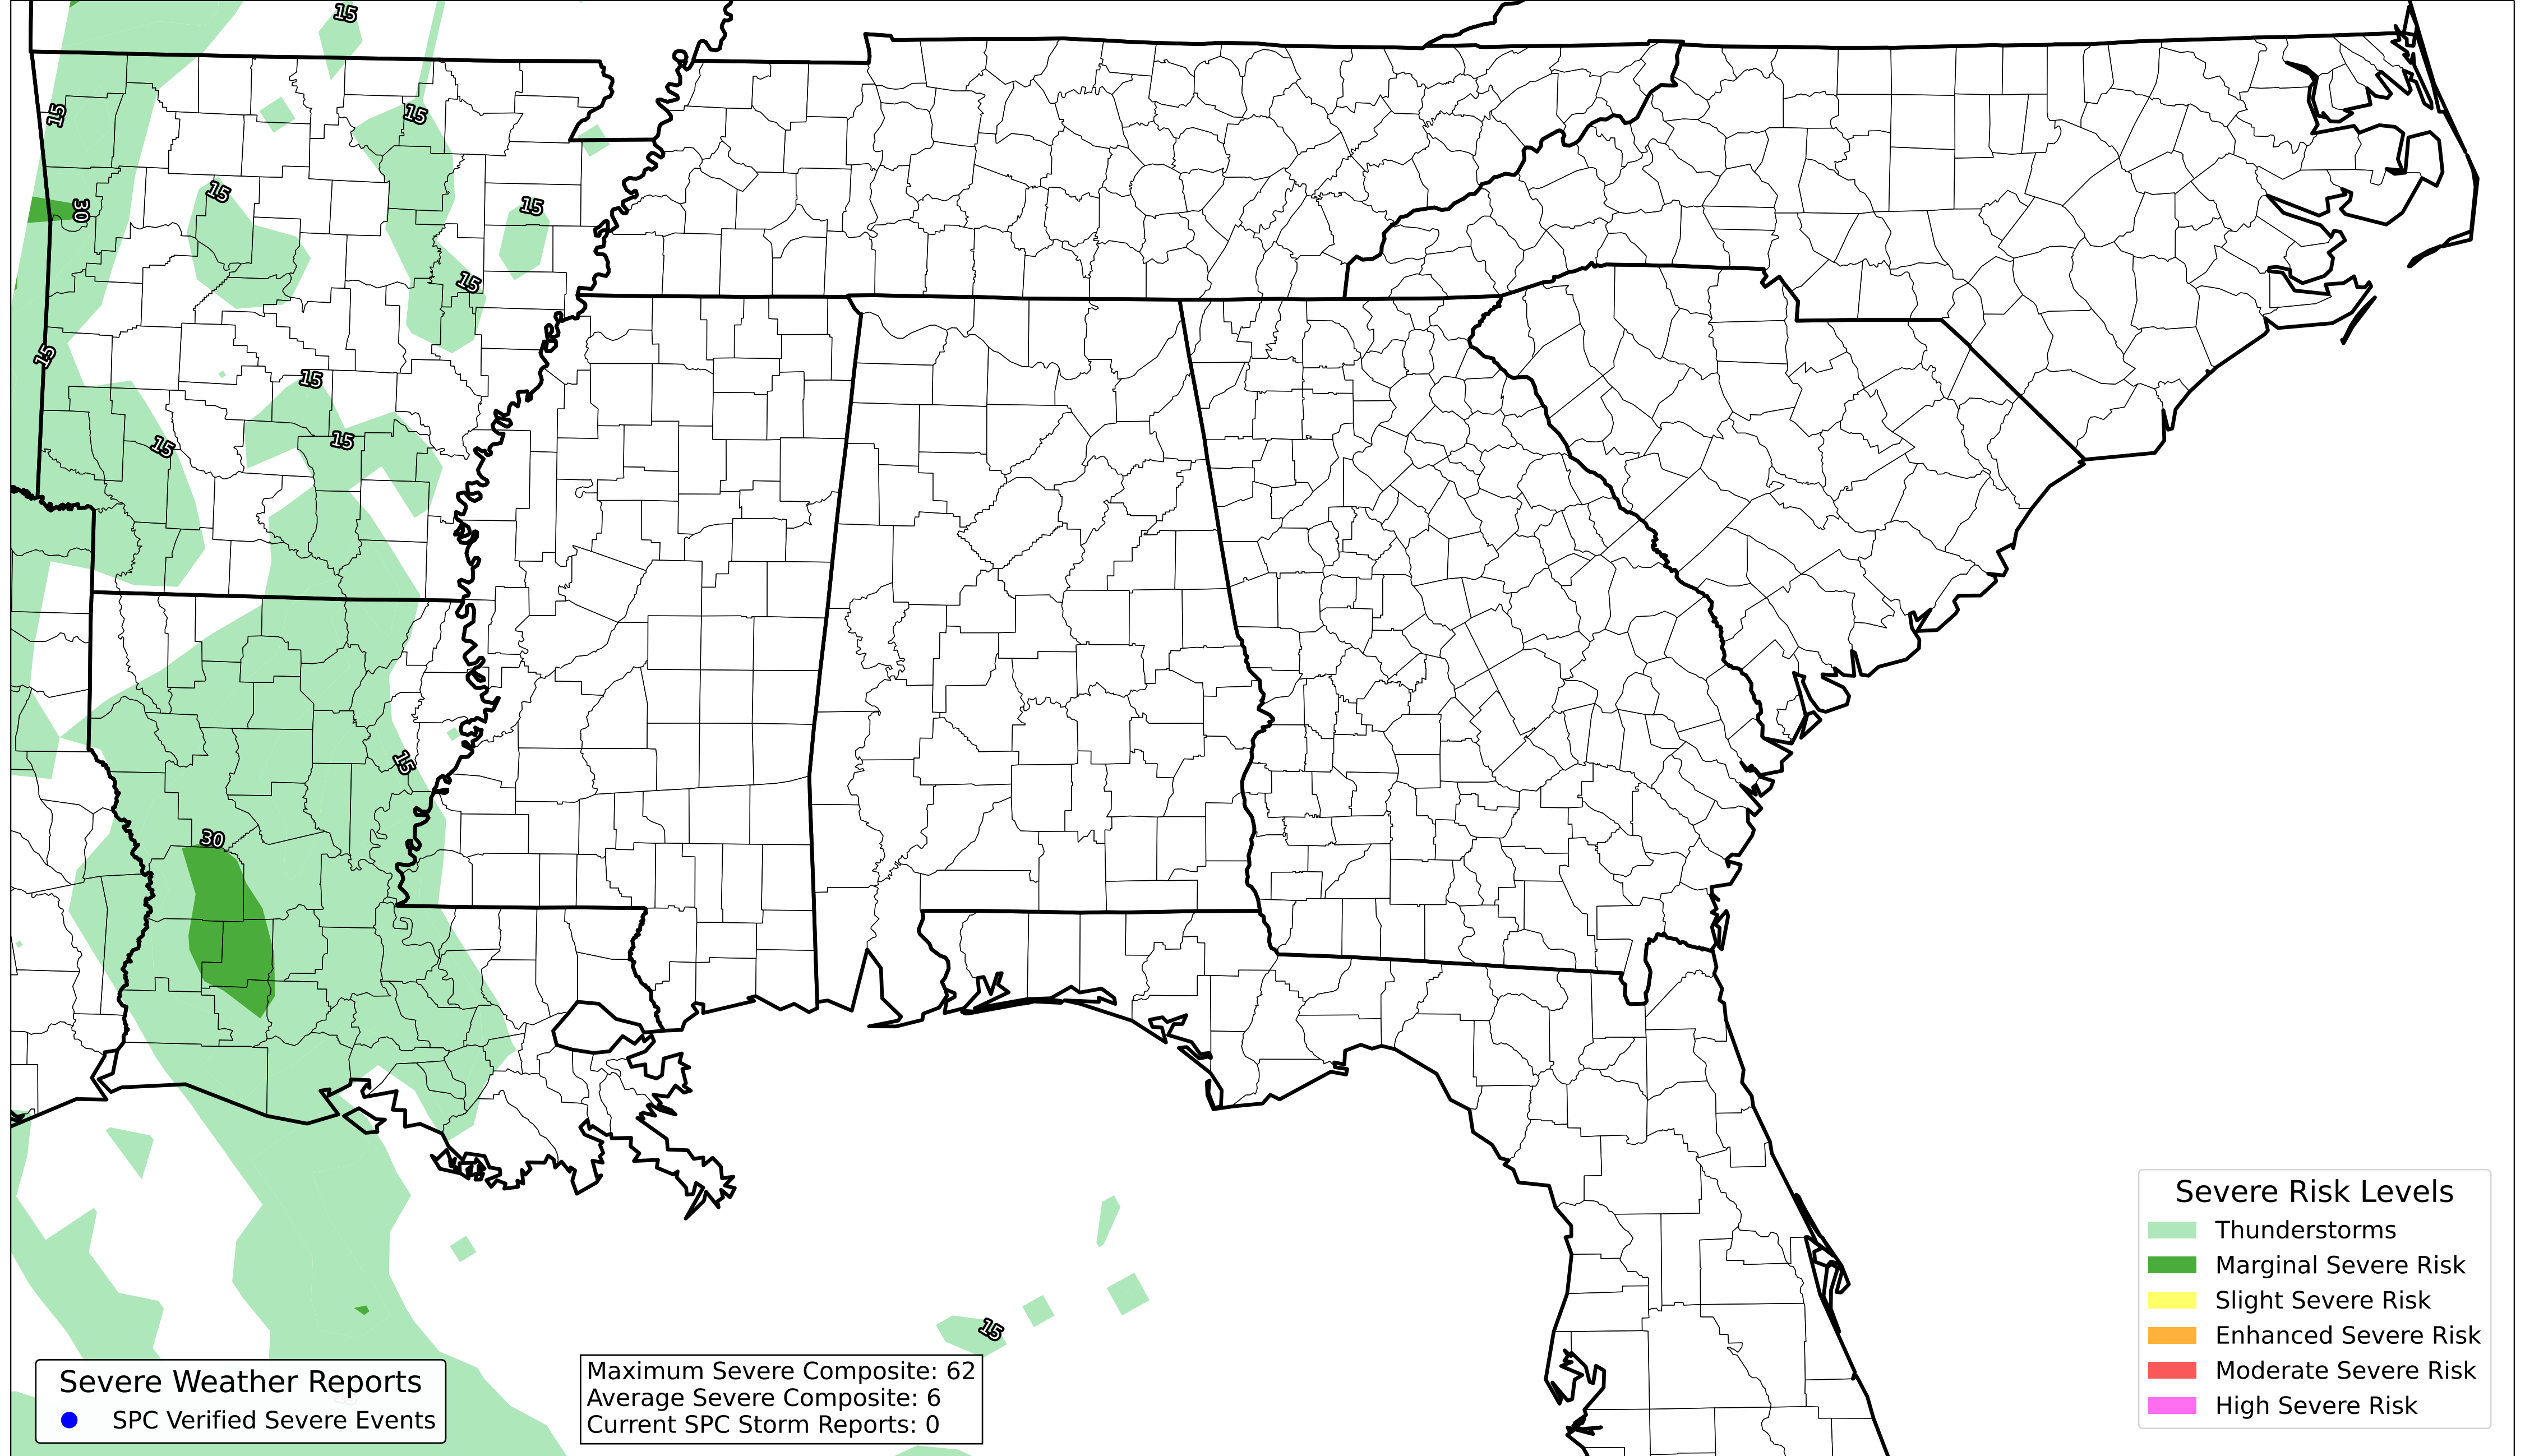 15
15
15
15
30
15
15
15
15
15
15
15
30
15
Severe Risk Levels
Thunderstorms
Marginal Severe Risk
Slight Severe Risk
Enhanced Severe Risk
Moderate Severe Risk
High Severe Risk
Severe Weather Reports
SPC Verified Severe Events
Maximum Severe Composite: 62
Average Severe Composite: 6
Current SPC Storm Reports: 0